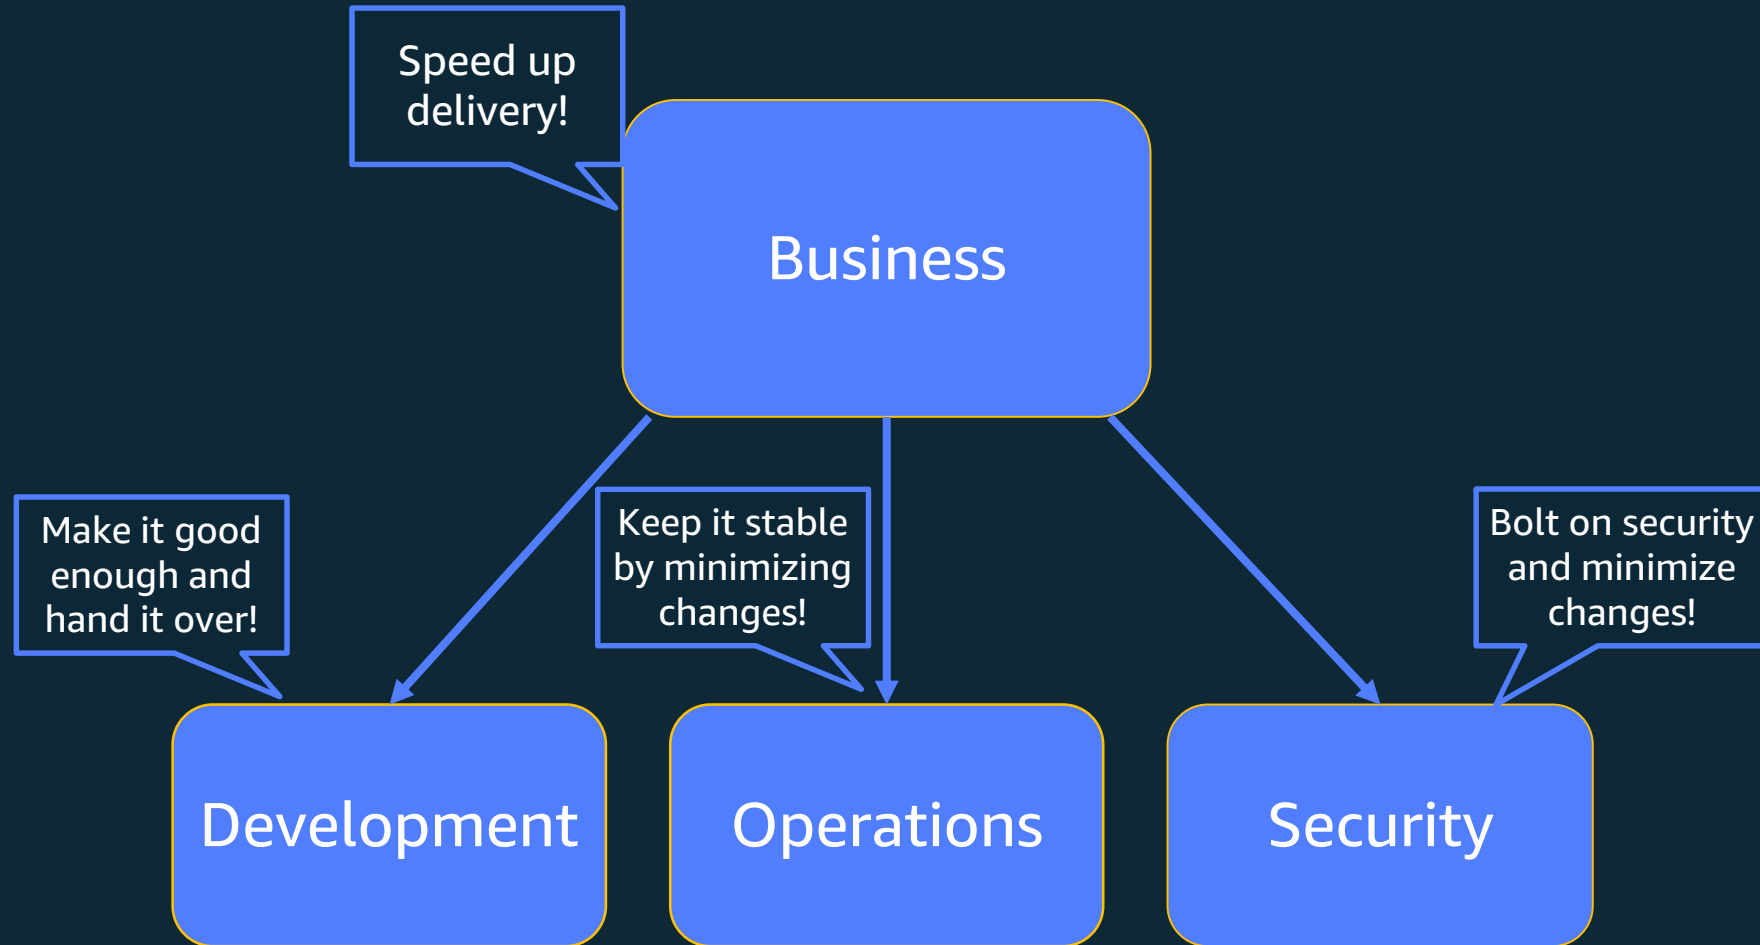 Speed up
delivery!
Business
Make it good
enough and
hand it over!
Keep it stable
by minimizing
changes!
Bolt on security
and minimize
changes!
Development
Operations
Security